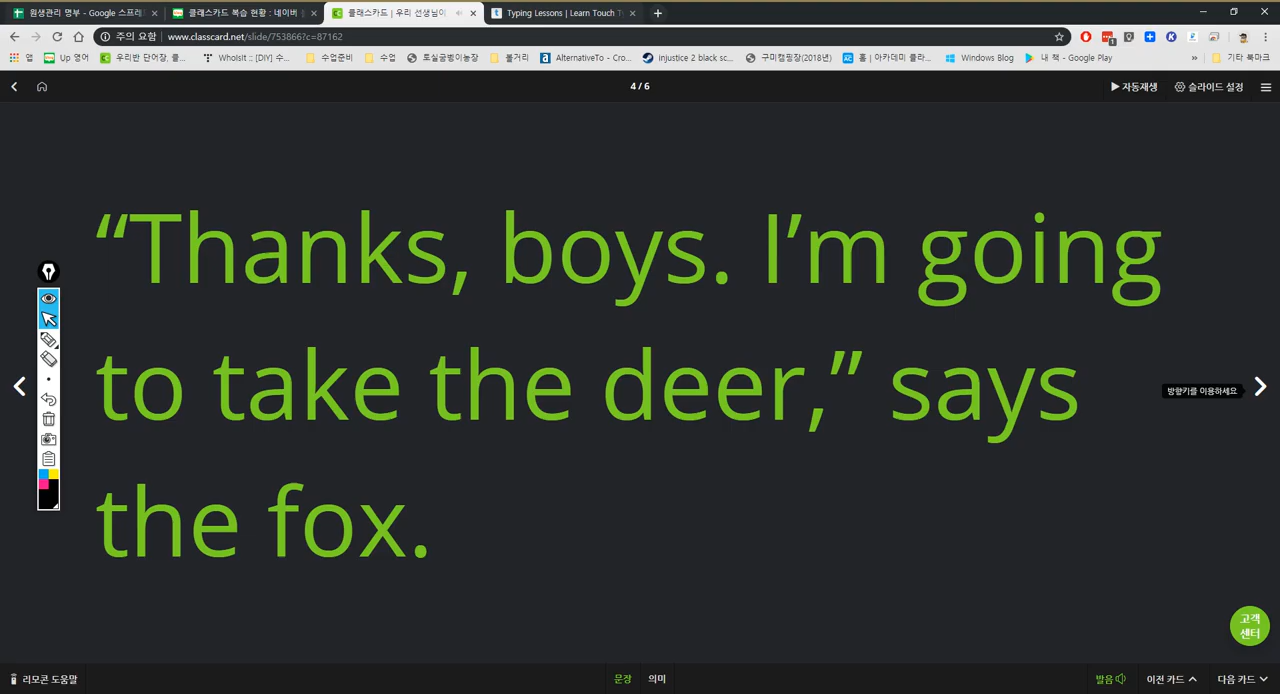 원생관리 명부 - Google 스프레
클래스카드 복습 현황 : 네이버
클래스카드 | 우리 선생님이
Typing Lessons | Learn Touch T
주의 요함
www.classcard.net/slide/753866?c=87162
앱
Up 영어
우리반 단어장, 클...
WhoIsIt :: [DIY] 수...
수업준비
수업
토실굼벵이농장
볼거리
AlternativeTo - Cro...
injustice 2 black sc...
구미캠핑장(2018년)
홈 | 아카데미 클라...
Windows Blog
내 책 - Google Play
»
기타 북마크
4 / 6
자동재생
슬라이드 설정
“Thanks, boys. I’m going
to take the deer,” says
the fox.
방향키를 이용하세요
고객
센터
리모콘 도움말
문장
의미
발음
이전 카드
다음 카드